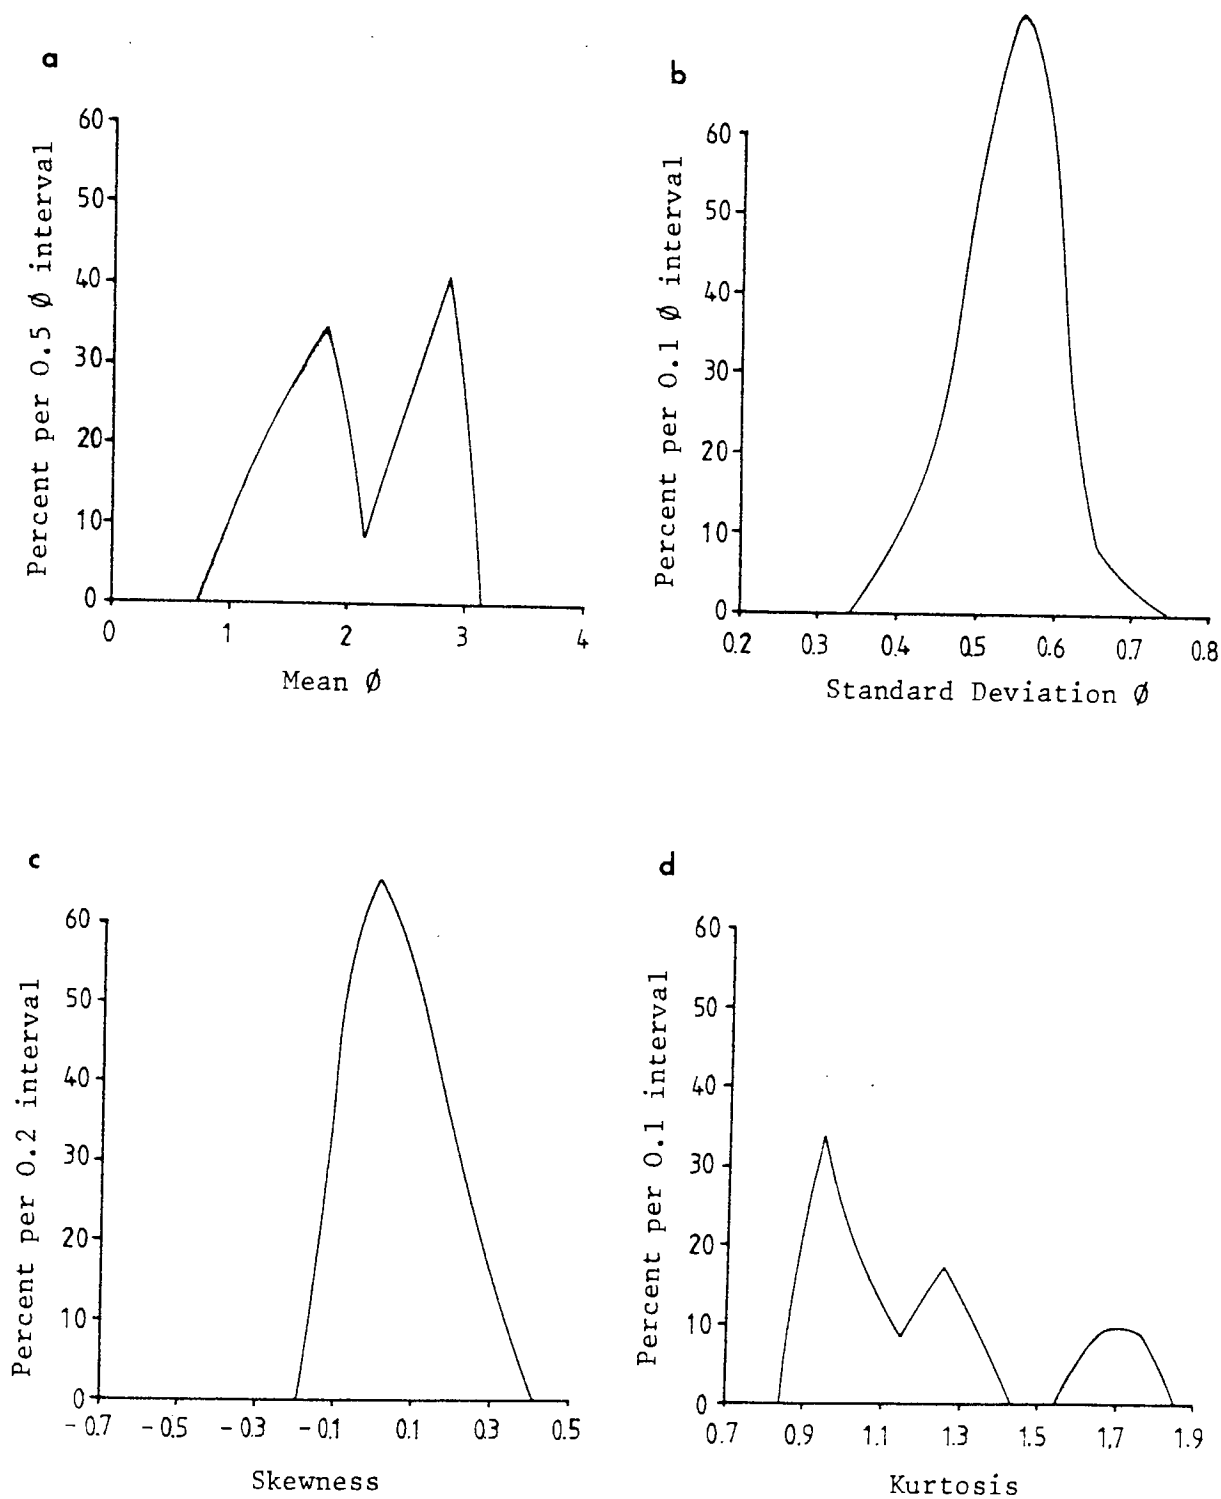 a
60
50
40
30
20
10
0
Percent per 0.5 Ø interval
0 1 2 3 4
Mean Ø
b
60
50
40
30
20
10
0
Percent per 0.1 Ø interval
0.2 0.3 0.4 0.5 0.6 0.7 0.8
Standard Deviation Ø
c
60
50
40
30
20
10
0
Percent per 0.2 interval
-0.7 -0.5 -0.3 -0.1 0.1 0.3 0.5
Skewness
d
60
50
40
30
20
10
0
Percent per 0.1 interval
0.7 0.9 1.1 1.3 1.5 1.7 1.9
Kurtosis